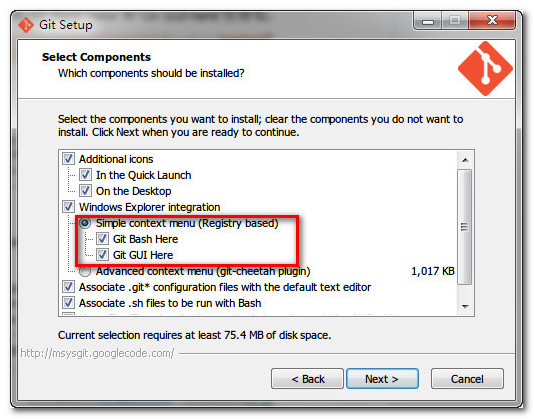 Git Setup
Select Components
Which components should be installed?
Select the components you want to install; clear the components you do not want to
install. Click Next when you are ready to continue.
Additional icons
In the Quick Launch
On the Desktop
Windows Explorer integration
Simple context menu (Registry based)
Git Bash Here
Git GUI Here
Advanced context menu (git-cheetah plugin) 1,017 KB
Associate .git* configuration files with the default text editor
Associate .sh files to be run with Bash
Current selection requires at least 75.4 MB of disk space.
http://msysgit.googlecode.com/
< Back
Next >
Cancel